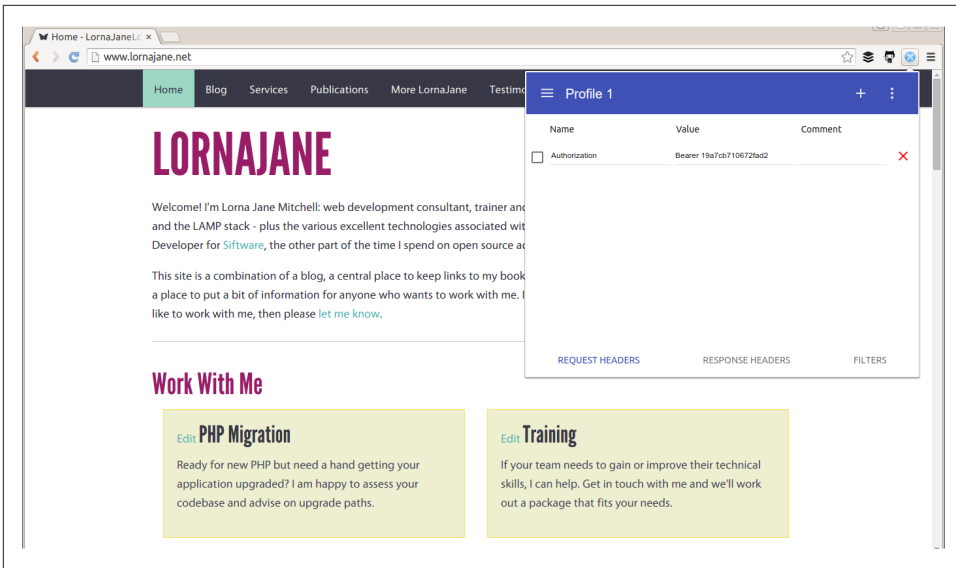 Home - LornaJaneLc ×
www.lornajane.net
Home Blog Services Publications More LornaJane
Profile 1 +
Name Value Comment
Authorization Bearer 19a7cb710672fad2
LORNAJANE
Welcome! I'm Lorna Jane Mitchell: web development consultant, trainer and
and the LAMP stack - plus the various excellent technologies associated wit
Developer for Siftware, the other part of the time I spend on open source
This site is a combination of a blog, a central place to keep links to my book
a place to put a bit of information for anyone who wants to work with me.
like to work with me, then please let me know.
REQUEST HEADERS RESPONSE HEADERS FILTERS
Work With Me
Edit PHP Migration
Ready for new PHP but need a hand getting your
application upgraded? I am happy to assess your
codebase and advise on upgrade paths.
Edit Training
If your team needs to gain or improve their technical
skills, I can help. Get in touch with me and we'll work
out a package that fits your needs.